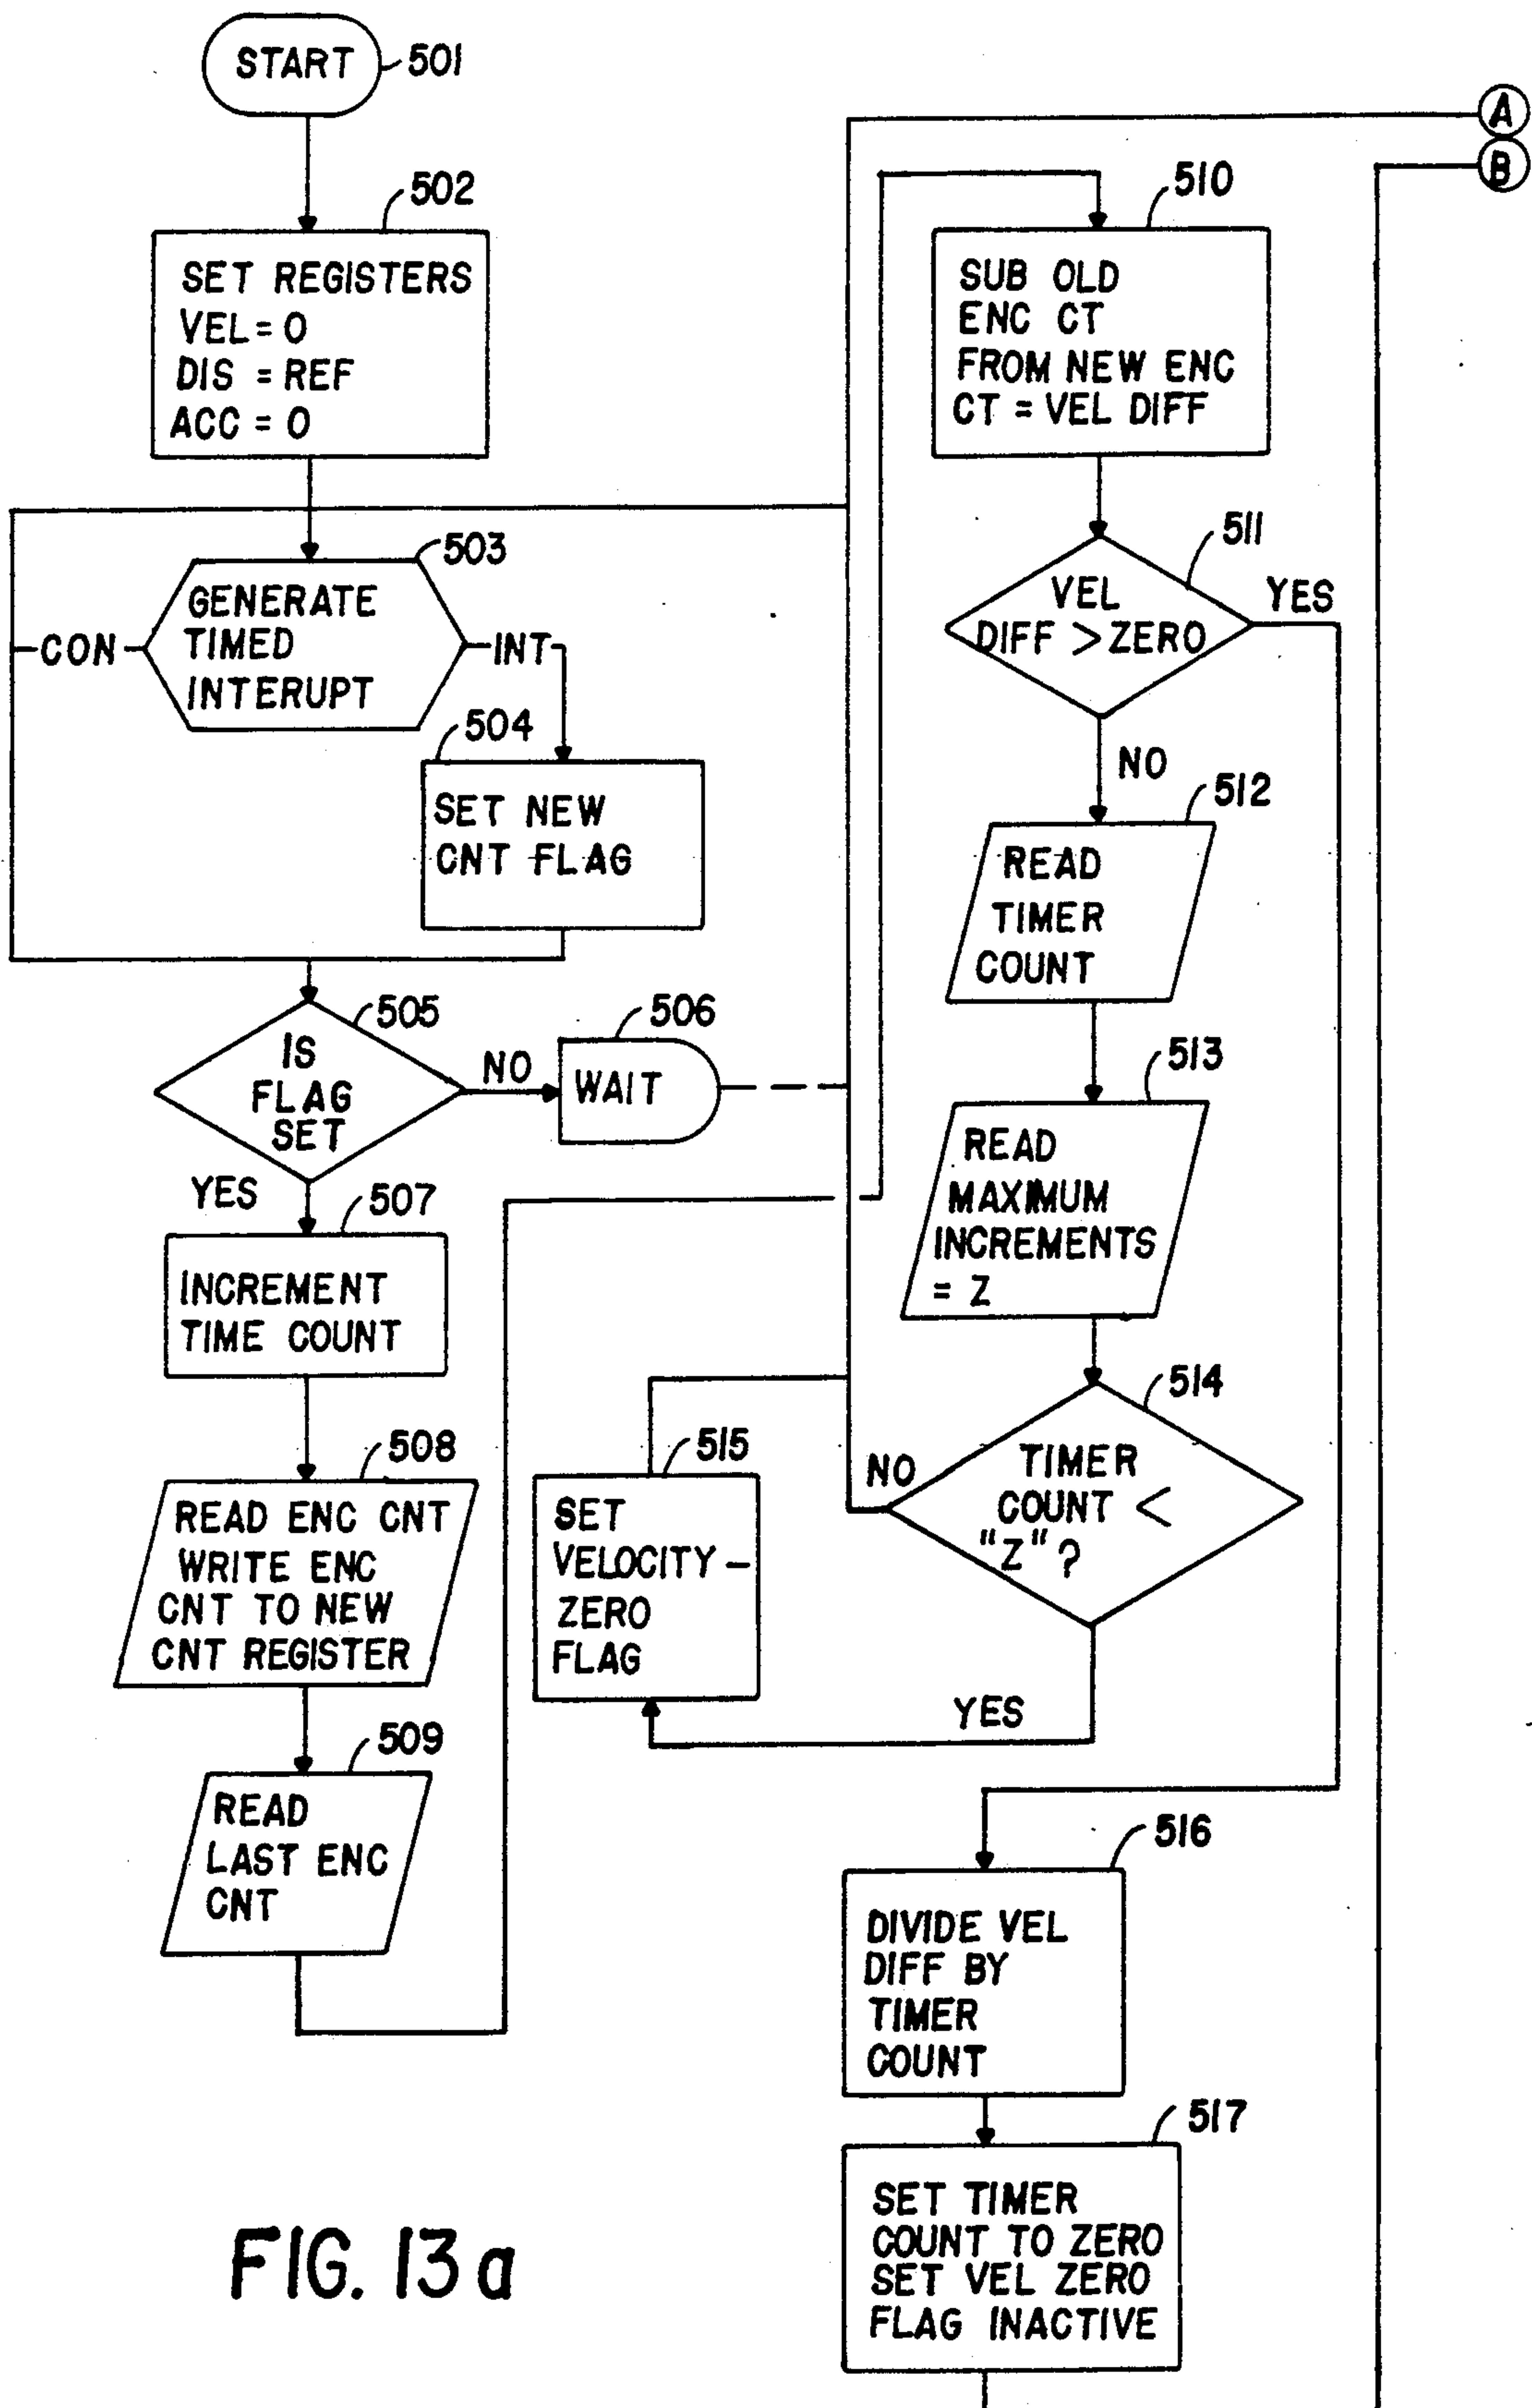 START
501
502
SET REGISTERS
VEL = 0
DIS = REF
ACC = 0
503
GENERATE
TIMED
INTERUPT
CON
INT
504
SET NEW
CNT FLAG
505
IS
FLAG
SET
NO
506
WAIT
YES
507
INCREMENT
TIME COUNT
508
READ ENC CNT
WRITE ENC
CNT TO NEW
CNT REGISTER
509
READ
LAST ENC
CNT
A
B
510
SUB OLD
ENC CT
FROM NEW ENC
CT = VEL DIFF
511
VEL
DIFF > ZERO
YES
NO
512
READ
TIMER
COUNT
513
READ
MAXIMUM
INCREMENTS
= Z
514
TIMER
COUNT <
"Z" ?
NO
YES
515
SET
VELOCITY –
ZERO
FLAG
516
DIVIDE VEL
DIFF BY
TIMER
COUNT
517
SET TIMER
COUNT TO ZERO
SET VEL ZERO
FLAG INACTIVE
FIG. 13a